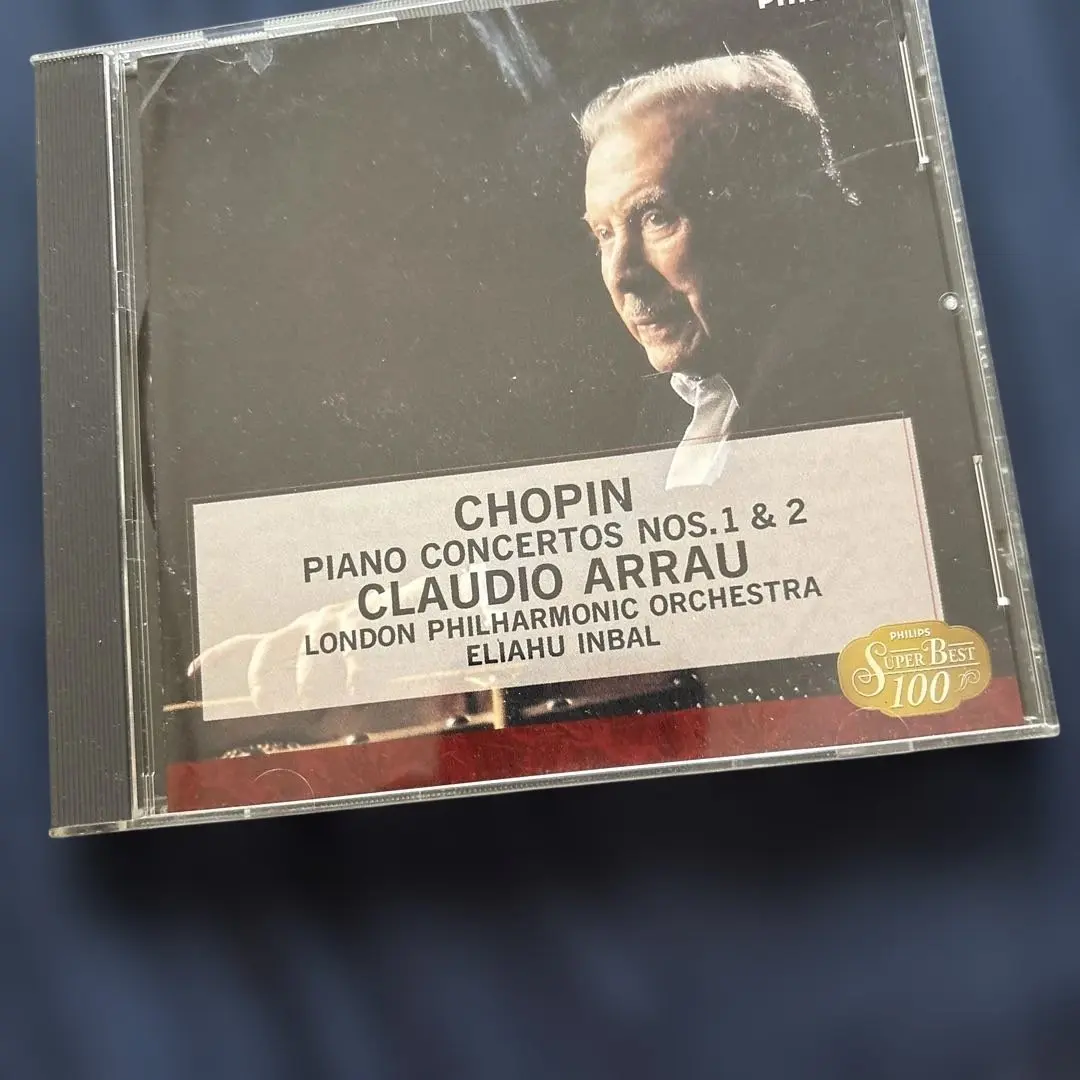 CHOPIN
PIANO CONCERTOS NOS.1 & 2
CLAUDIO ARRAU
LONDON PHILHARMONIC ORCHESTRA
ELIAHU INBAL
PHILIPS
SUPER BEST
100